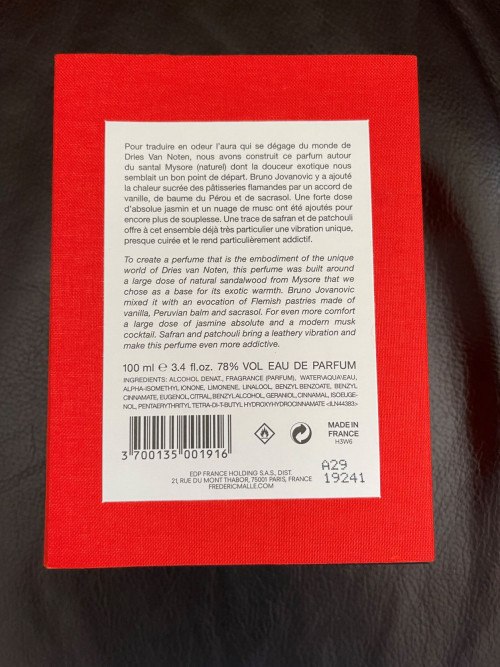 Pour traduire en odeur l'aura qui se dégage du monde de
Dries Van Noten, nous avons construit ce parfum autour
du santal Mysore (naturel) dont la douceur exotique nous
semblait un bon point de départ. Bruno Jovanovic y a ajouté
la chaleur sucrée des pâtisseries flamandes par un accord de
vanille, de baume du Pérou et de sacrasol. Une forte dose
d'absolue jasmin et un nuage de musc ont été ajoutés pour
encore plus de souplesse. Une trace de safran et de patchouli
offre à cet ensemble déjà très particulier une vibration unique,
presque cuirée et le rend particulièrement addictif.
To create a perfume that is the embodiment of the unique
world of Dries van Noten, this perfume was built around
a large dose of natural sandalwood from Mysore that we
chose as a base for its exotic warmth. Bruno Jovanovic
mixed it with an evocation of Flemish pastries made of
vanilla, Peruvian balm and sacrasol. For even more comfort
a large dose of jasmine absolute and a modern musk
cocktail. Safran and patchouli bring a leathery vibration and
make this perfume even more addictive.
100 ml ℮ 3.4 fl.oz. 78% VOL EAU DE PARFUM
INGREDIENTS: ALCOHOL DENAT., FRAGRANCE (PARFUM), WATER\AQUA\EAU,
ALPHA-ISOMETHYL IONONE, LIMONENE, LINALOOL, BENZYL BENZOATE, BENZYL
CINNAMATE, EUGENOL, CITRAL, BENZYL ALCOHOL, GERANIOL, CINNAMAL, ISOEUGE-
NOL, PENTAERYTHRITYL TETRA-DI-T-BUTYL HYDROXYHYDROCINNAMATE <ILN44383>
3 700135 001916
MADE IN
FRANCE
H3W6
A29
19241
EDP FRANCE HOLDING S.A.S., DIST.
21, RUE DU MONT THABOR, 75001 PARIS, FRANCE
FREDERICMALLE.COM